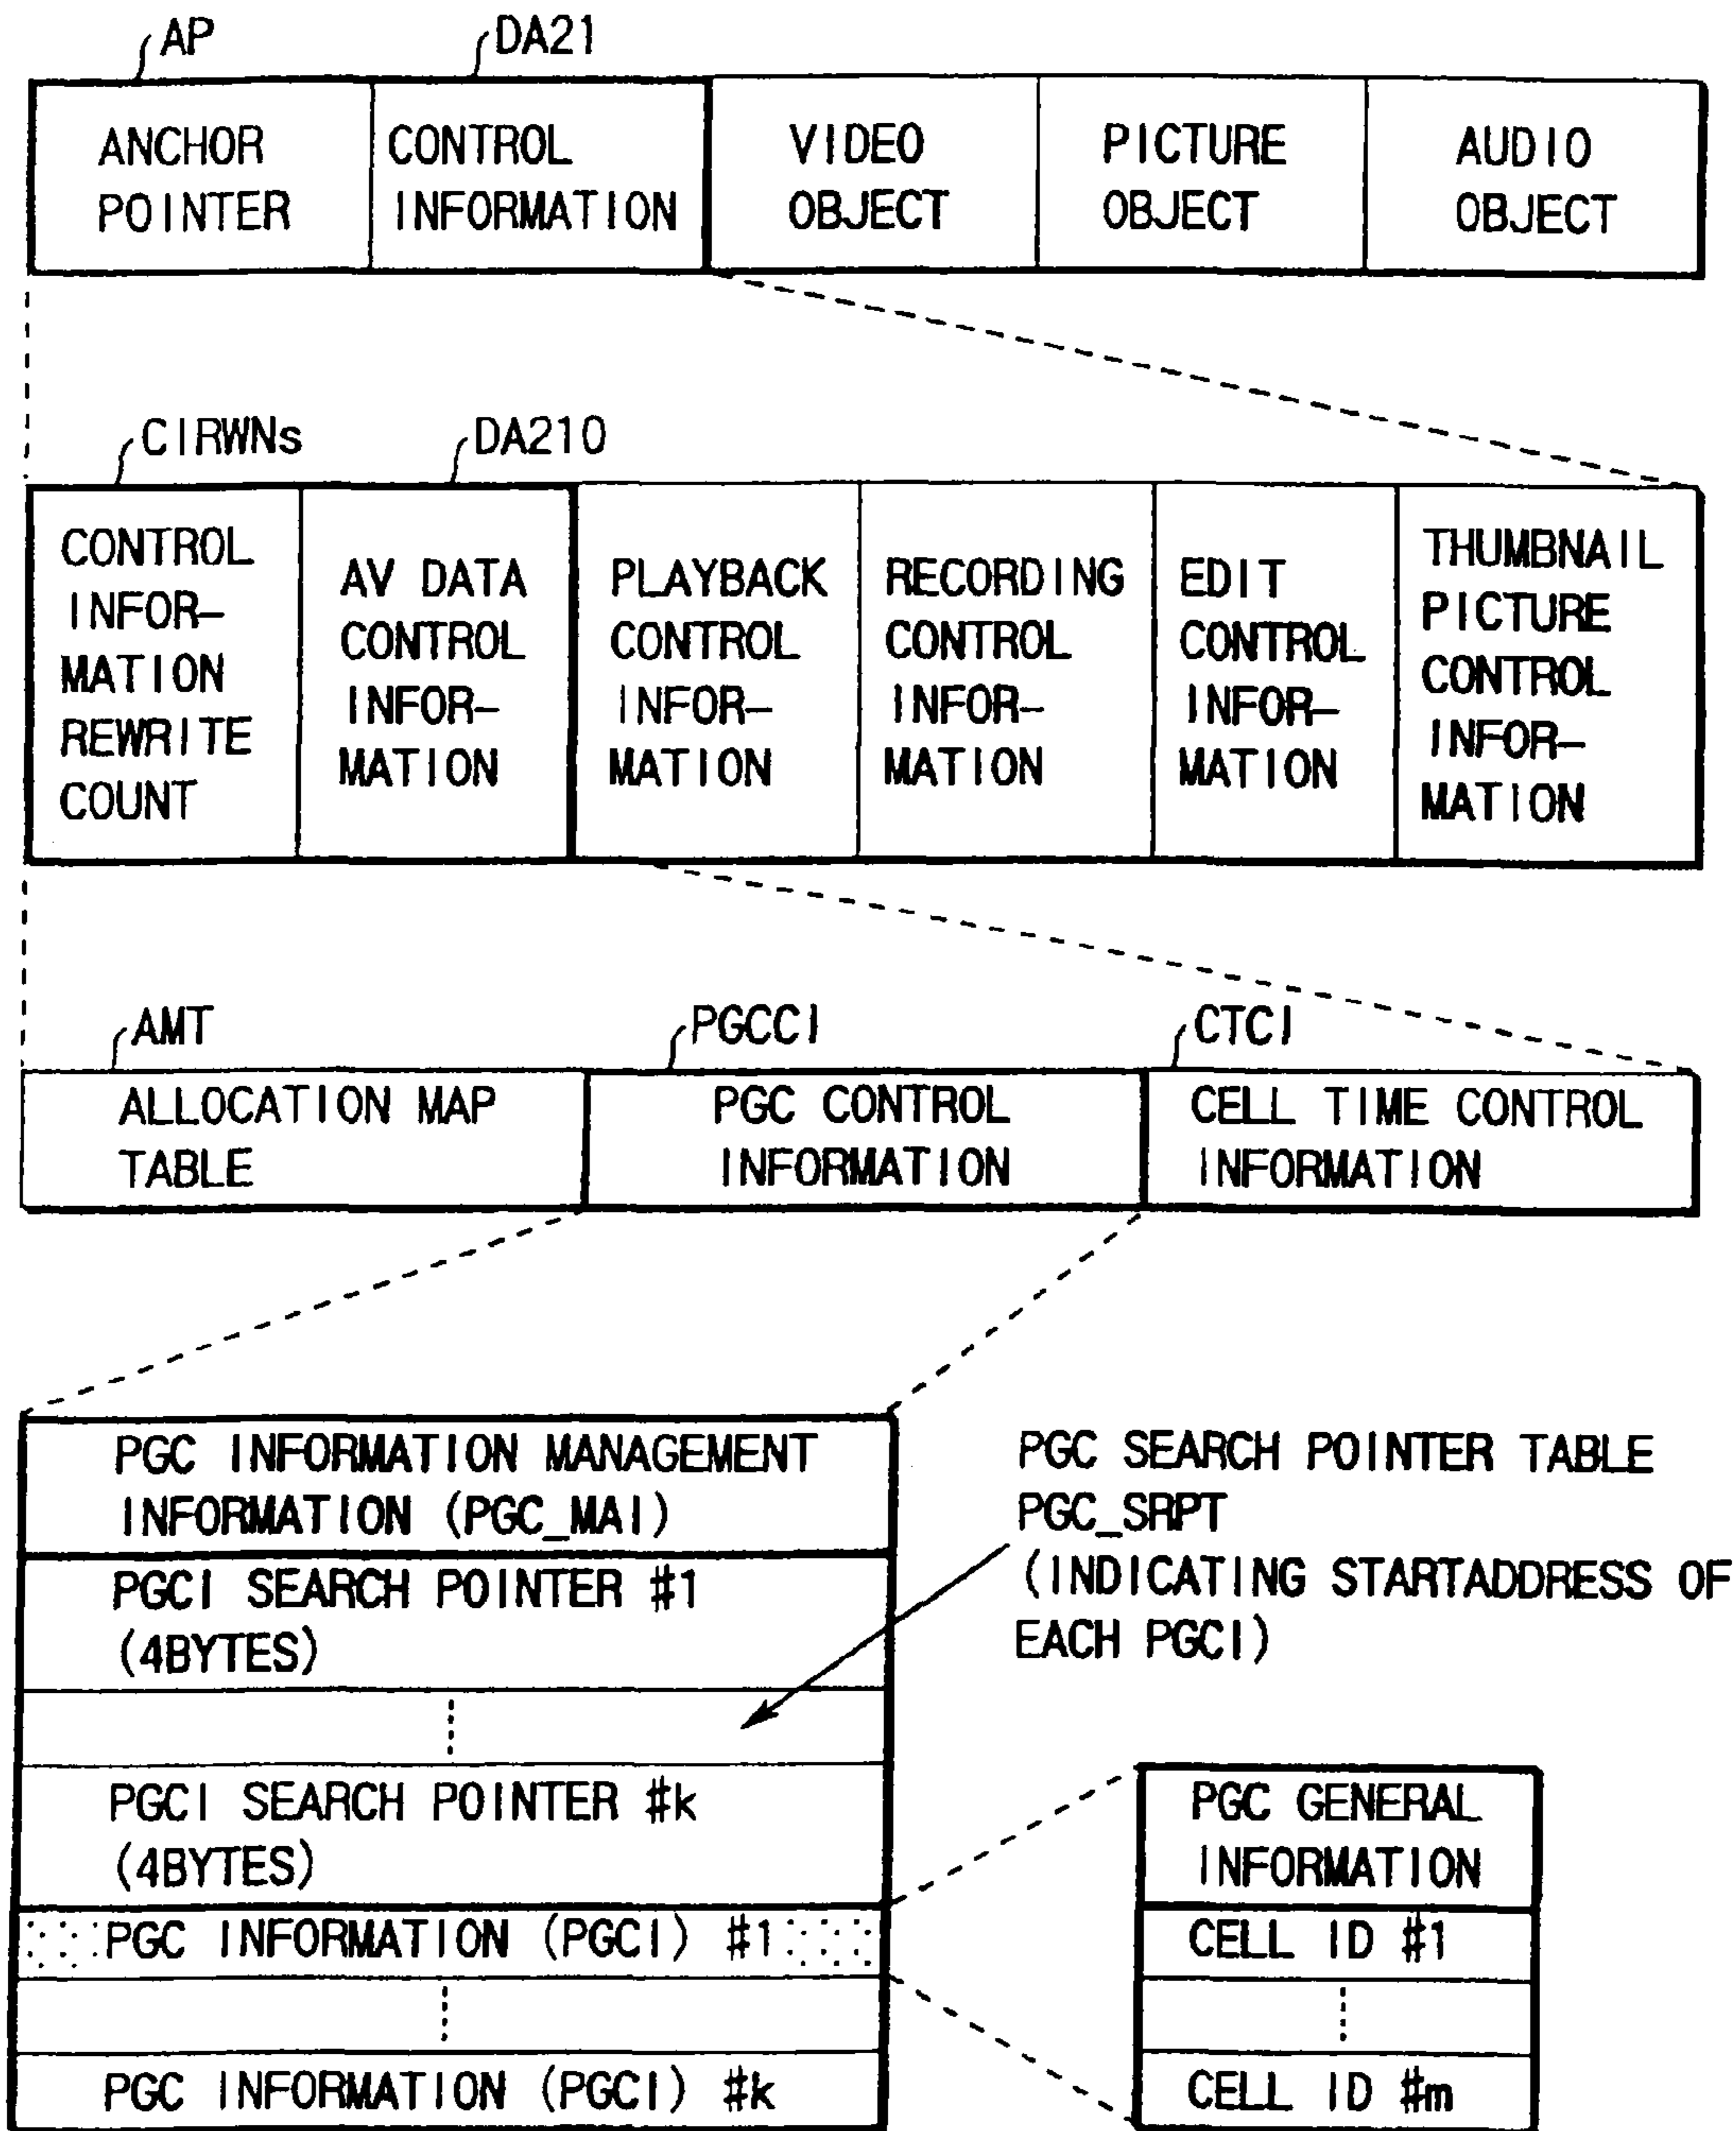 AP
DA21
ANCHOR
POINTER
CONTROL
INFORMATION
VIDEO
OBJECT
PICTURE
OBJECT
AUDIO
OBJECT
CIRWNs
DA210
CONTROL
INFOR-
MATION
REWRITE
COUNT
AV DATA
CONTROL
INFOR-
MATION
PLAYBACK
CONTROL
INFOR-
MATION
RECORDING
CONTROL
INFOR-
MATION
EDIT
CONTROL
INFOR-
MATION
THUMBNAIL
PICTURE
CONTROL
INFOR-
MATION
AMT
PGCCI
CTCI
ALLOCATION MAP
TABLE
PGC CONTROL
INFORMATION
CELL TIME CONTROL
INFORMATION
PGC INFORMATION MANAGEMENT
INFORMATION (PGC_MAI)
PGCI SEARCH POINTER #1
(4BYTES)
PGCI SEARCH POINTER #k
(4BYTES)
PGC INFORMATION (PGCI) #1
PGC INFORMATION (PGCI) #k
PGC SEARCH POINTER TABLE
PGC_SRPT
(INDICATING STARTADDRESS OF
EACH PGCI)
PGC GENERAL
INFORMATION
CELL ID #1
CELL ID #m